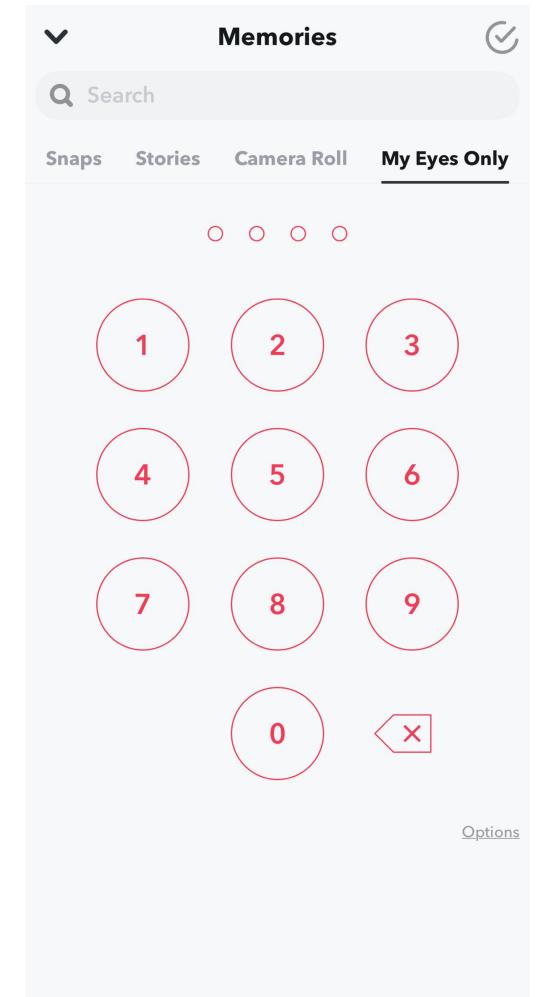 Memories
Search
Snaps Stories Camera Roll My Eyes Only
1 2 3
4 5 6
7 8 9
0
Options